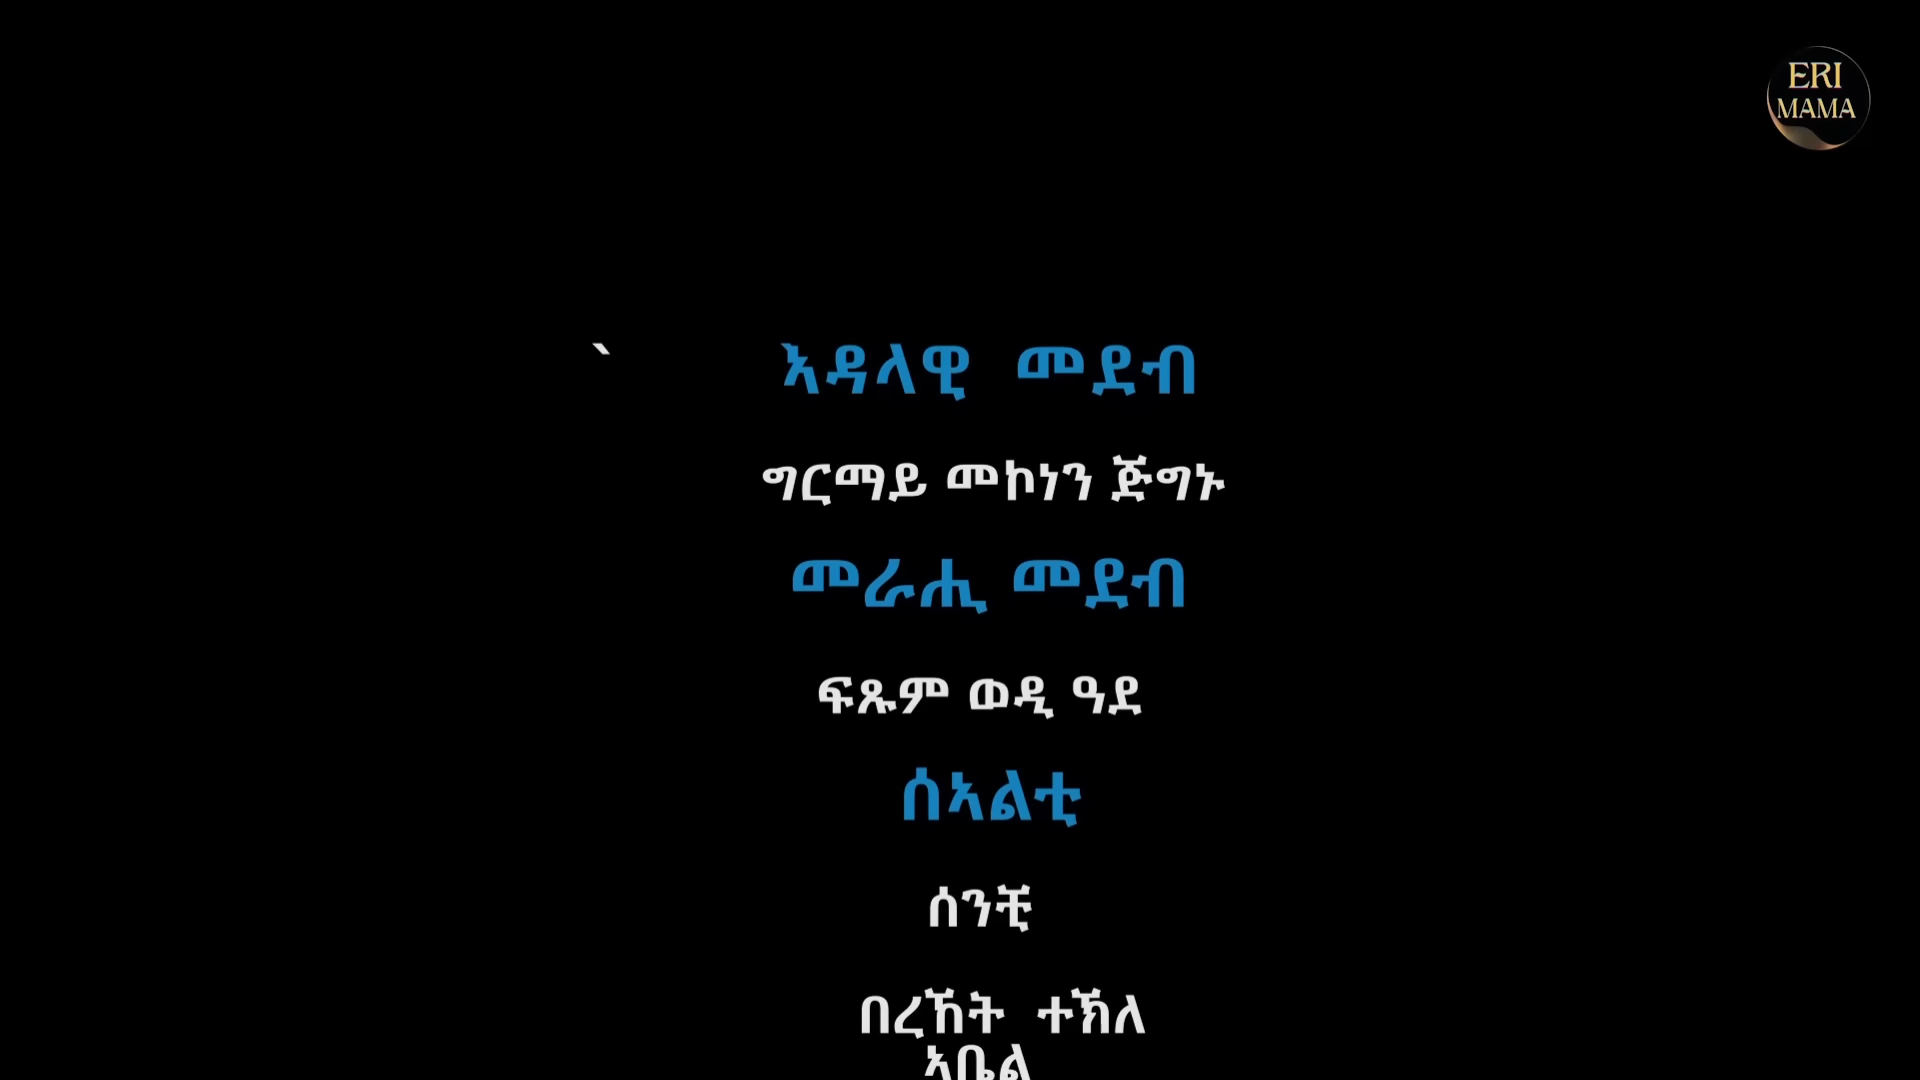 ERI
MAMA
` ኣዳላዊ መደብ
ግርማይ መኮነን ጅግኑ
መራሒ መደብ
ፍጹም ወዲ ዓደ
ሰኣልቲ
ሰንቺ
በረኸት ተኽለ
ኣቤል